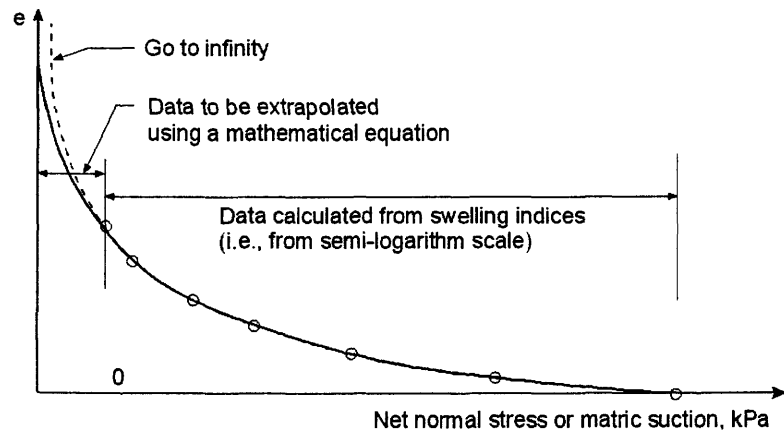 e
Go to infinity
Data to be extrapolated
using a mathematical equation
Data calculated from swelling indices
(i.e., from semi-logarithm scale)
0
Net normal stress or matric suction, kPa